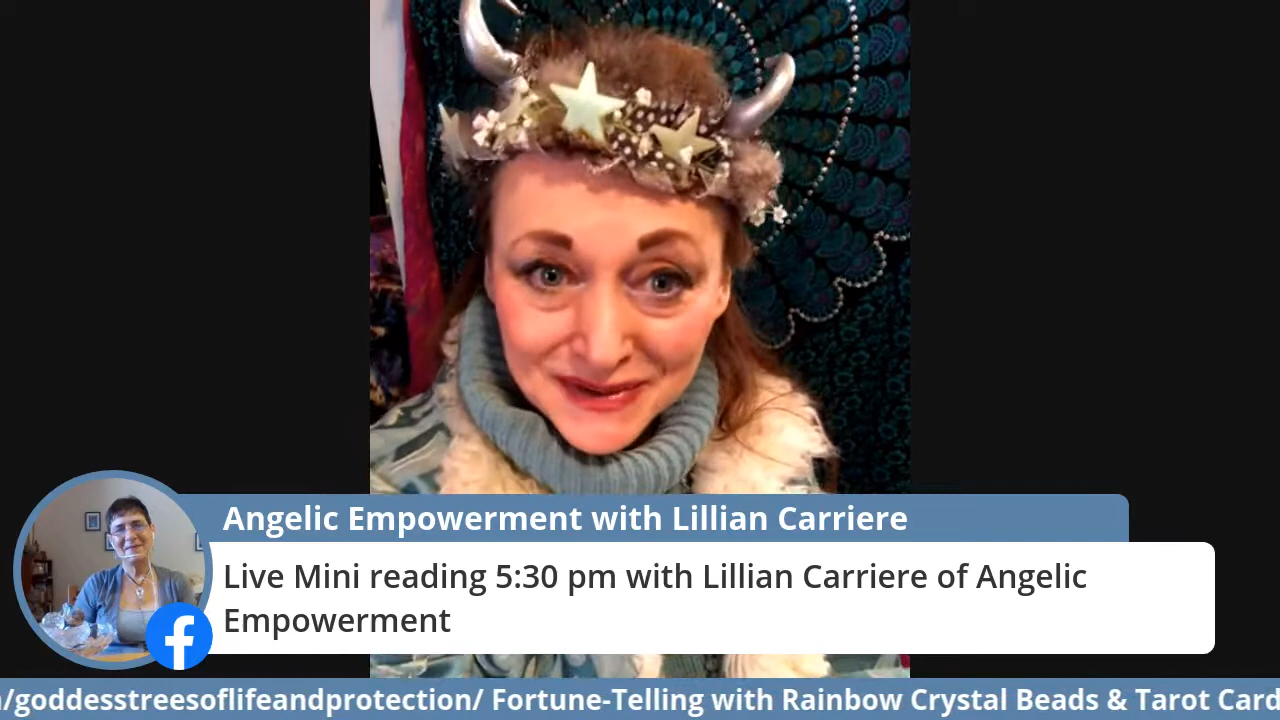 Angelic Empowerment with Lillian Carriere
Live Mini reading 5:30 pm with Lillian Carriere of Angelic
Empowerment
/goddesstreesoflifeandprotection/ Fortune-Telling with Rainbow Crystal Beads & Tarot Card